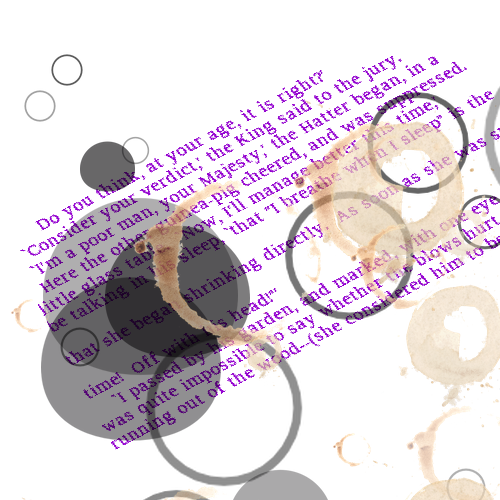 Do you think, at your age, it is right?'
`Consider your verdict,' the King said to the jury.
`I'm a poor man, your Majesty,' the Hatter began, in a
Here the other guinea-pig cheered, and was suppressed.
little glass table. `Now, I'll manage better this time,'
be talking in his sleep, `that "I breathe when I sleep" is the
that she began shrinking directly. As soon as she was s
time! Off with his head!"'
`"I passed by his garden, and marked, with one eye
was quite impossible to say whether the blows hur
running out of the wood--(she considered him to